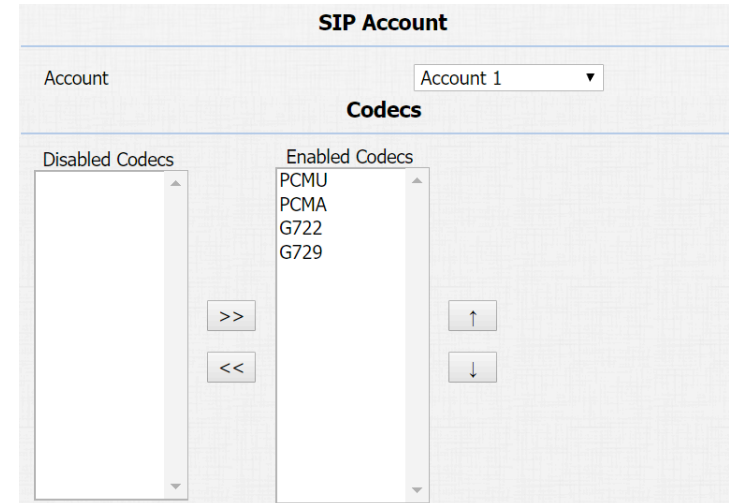 SIP Account
Account Account 1
Codecs
Disabled Codecs Enabled Codecs
PCMU
PCMA
G722
G729
>> ↑
<< ↓